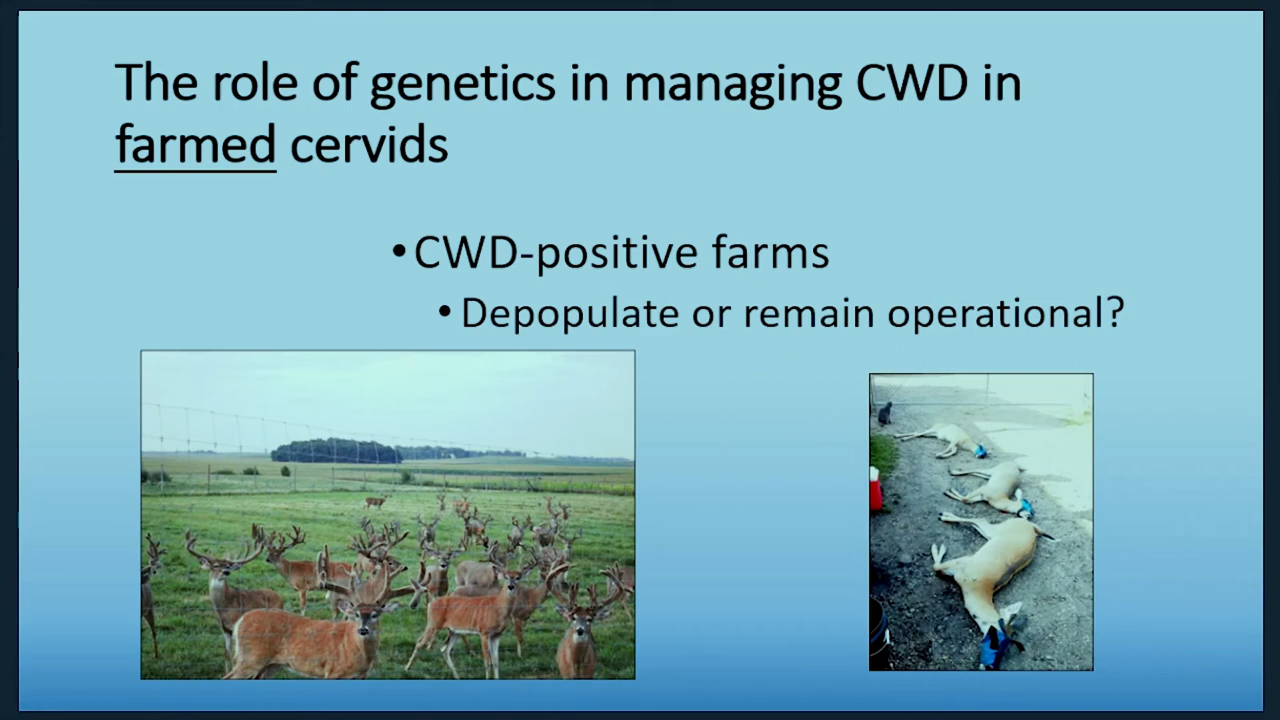 The role of genetics in managing CWD in
farmed cervids
•CWD-positive farms
•Depopulate or remain operational?